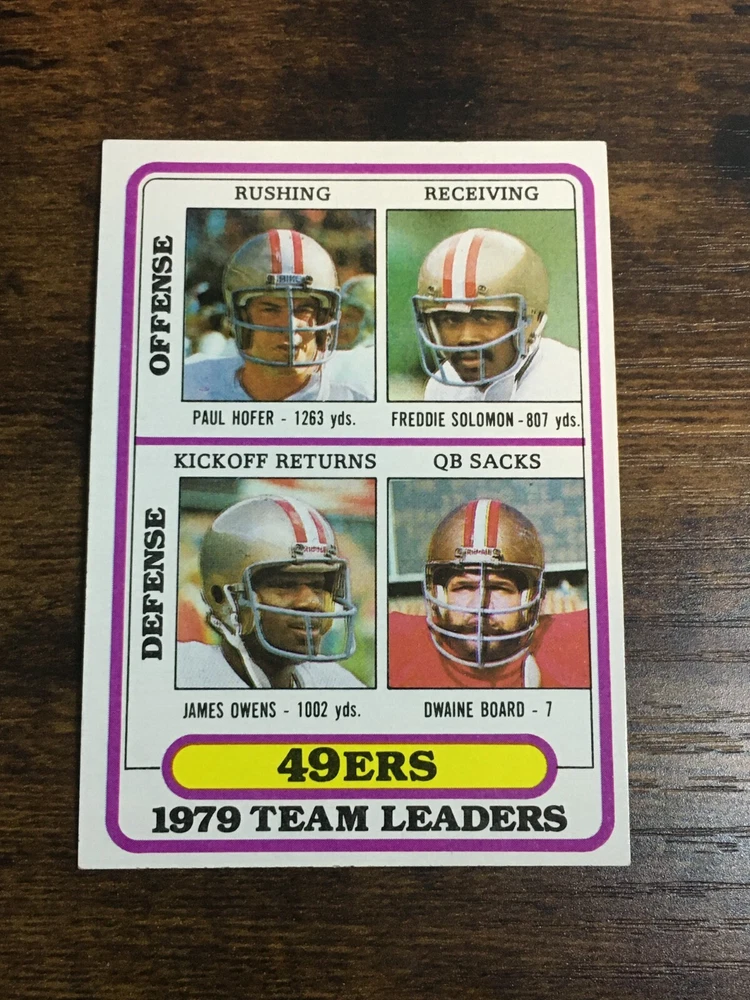 OFFENSE
RUSHING
RECEIVING
PAUL HOFER - 1263 yds.
FREDDIE SOLOMON - 807 yds.
DEFENSE
KICKOFF RETURNS
QB SACKS
JAMES OWENS - 1002 yds.
DWAINE BOARD - 7
49ERS
1979 TEAM LEADERS